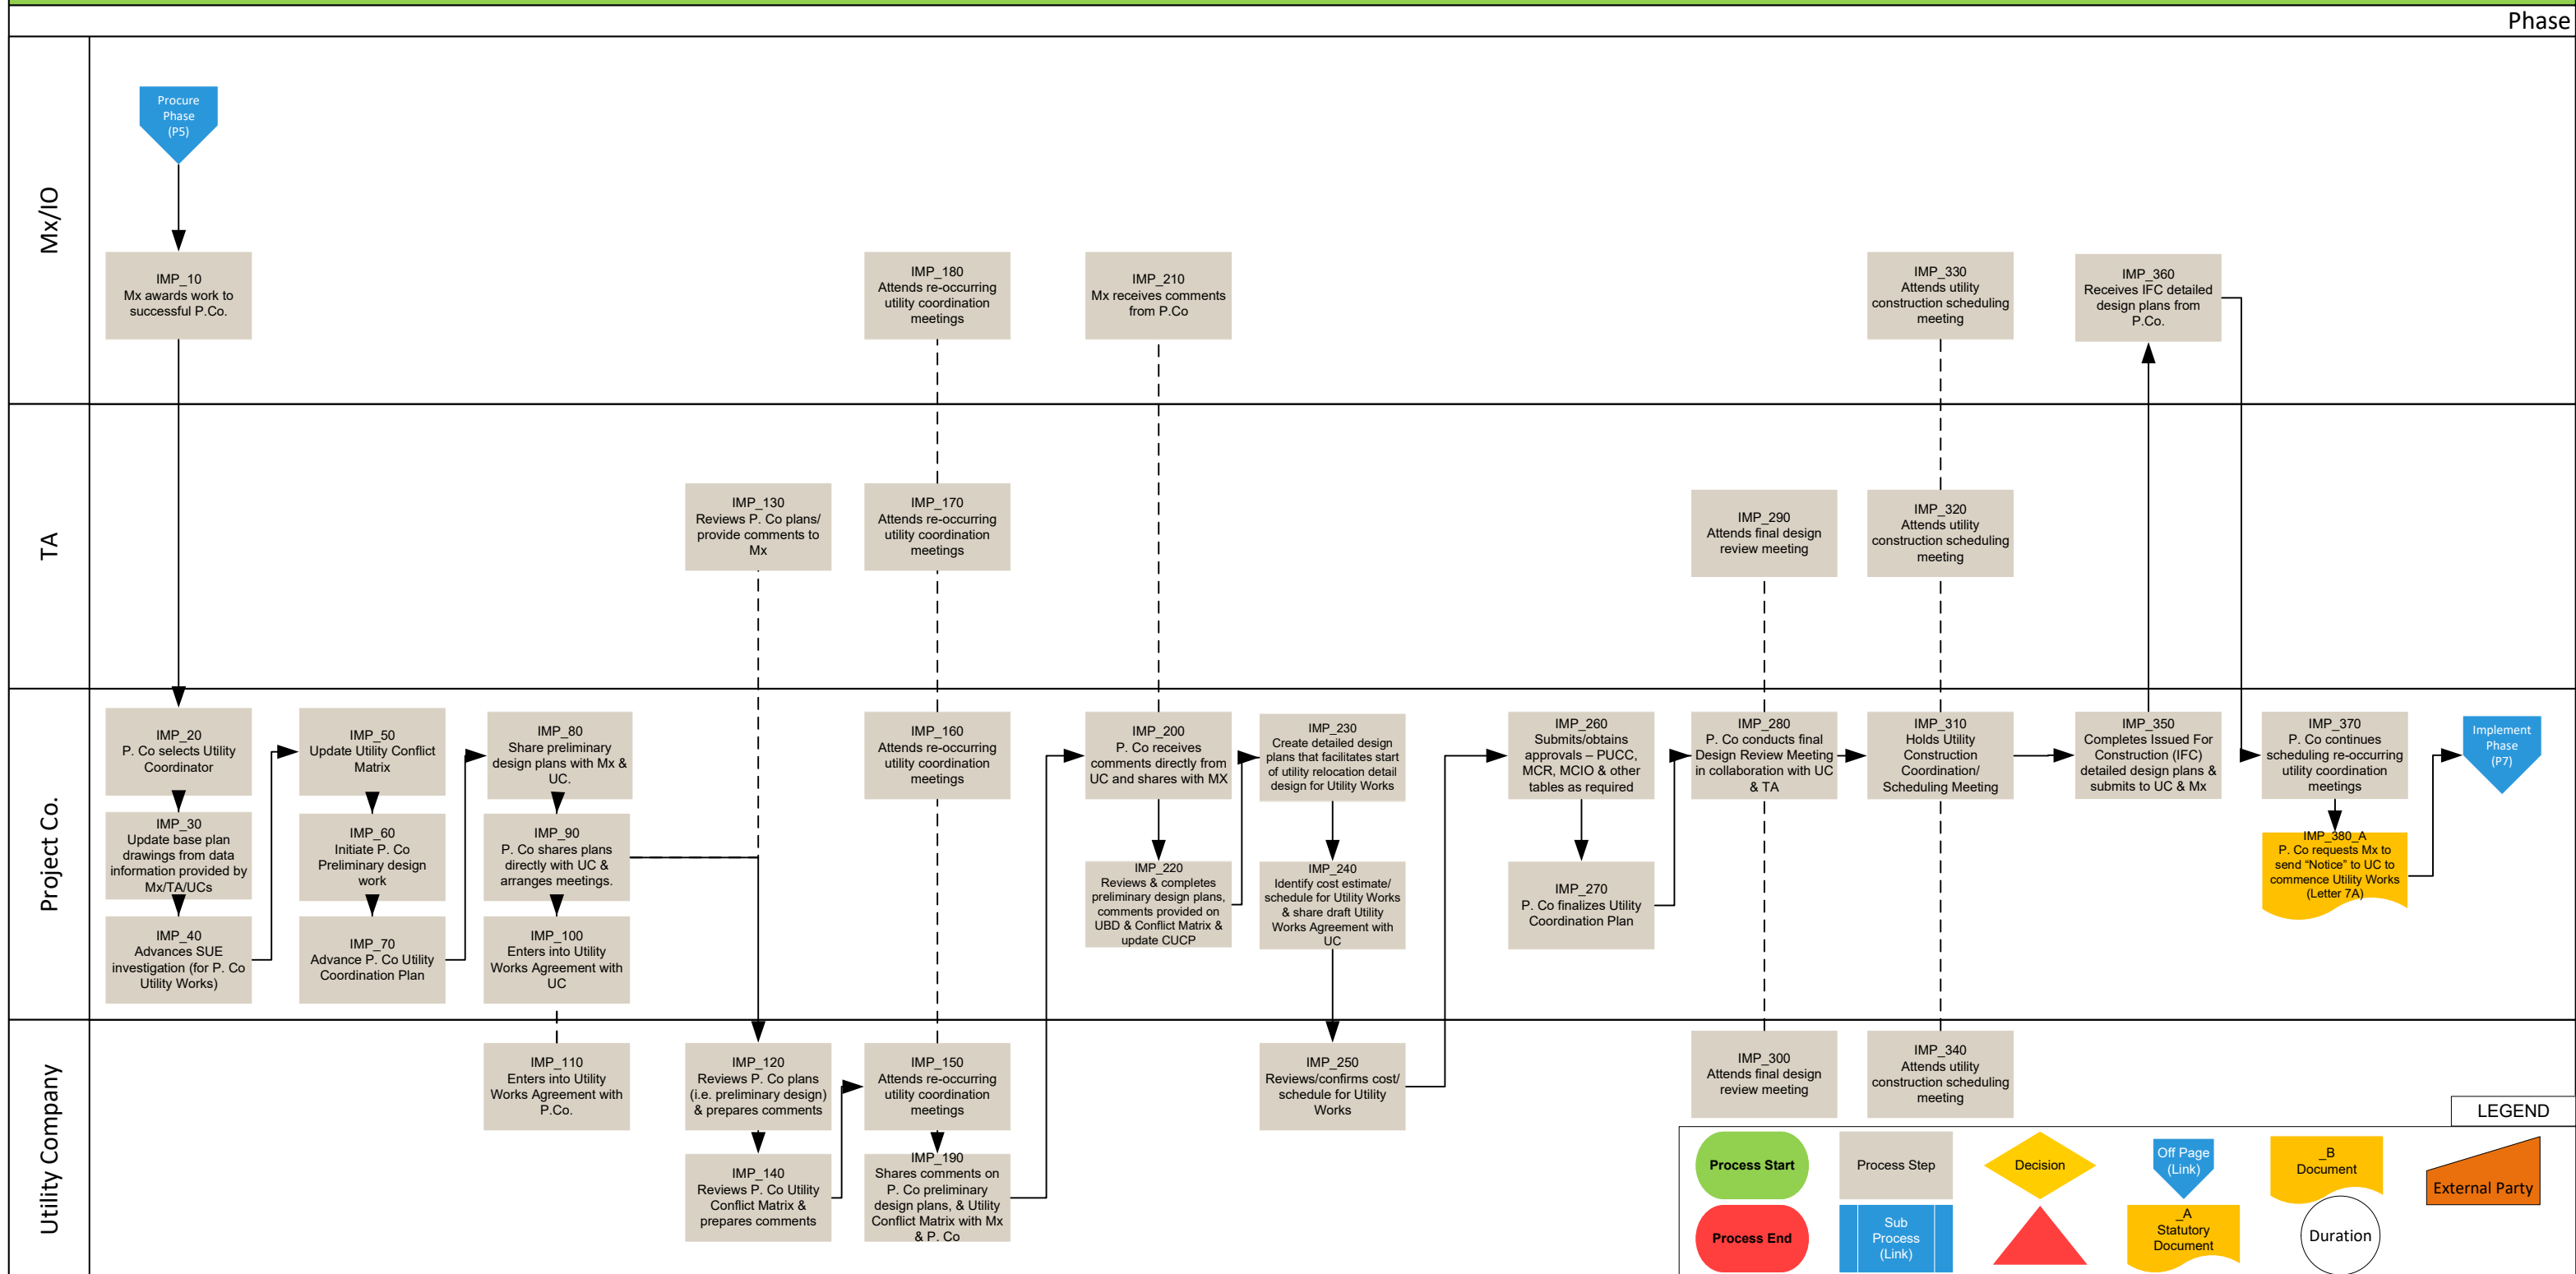 Phase
Mx/IO
Procure
Phase
(P5)
IMP_10
Mx awards work to
successful P.Co.
IMP_180
Attends re-occurring
utility coordination
meetings
IMP_210
Mx receives comments
from P.Co
IMP_330
Attends utility
construction scheduling
meeting
IMP_360
Receives IFC detailed
design plans from
P.Co.
TA
IMP_130
Reviews P. Co plans/
provide comments to
Mx
IMP_170
Attends re-occurring
utility coordination
meetings
IMP_290
Attends final design
review meeting
IMP_320
Attends utility
construction scheduling
meeting
Project Co.
IMP_20
P. Co selects Utility
Coordinator
IMP_30
Update base plan
drawings from data
information provided by
Mx/TA/UCs
IMP_40
Advances SUE
investigation (for P. Co
Utility Works)
IMP_50
Update Utility Conflict
Matrix
IMP_60
Initiate P. Co
Preliminary design
work
IMP_70
Advance P. Co Utility
Coordination Plan
IMP_80
Share preliminary
design plans with Mx &
UC.
IMP_90
P. Co shares plans
directly with UC &
arranges meetings.
IMP_100
Enters into Utility
Works Agreement with
UC
IMP_160
Attends re-occurring
utility coordination
meetings
IMP_200
P. Co receives
comments directly from
UC and shares with MX
IMP_220
Reviews & completes
preliminary design plans,
comments provided on
UBD & Conflict Matrix &
update CUCP
IMP_230
Create detailed design
plans that facilitates start
of utility relocation detail
design for Utility Works
IMP_240
Identify cost estimate/
schedule for Utility Works
& share draft Utility
Works Agreement with
UC
IMP_260
Submits/obtains
approvals – PUCC,
MCR, MCIO & other
tables as required
IMP_270
P. Co finalizes Utility
Coordination Plan
IMP_280
P. Co conducts final
Design Review Meeting
in collaboration with UC
& TA
IMP_310
Holds Utility
Construction
Coordination/
Scheduling Meeting
IMP_350
Completes Issued For
Construction (IFC)
detailed design plans &
submits to UC & Mx
IMP_370
P. Co continues
scheduling re-occurring
utility coordination
meetings
IMP_380_A
P. Co requests Mx to
send “Notice” to UC to
commence Utility Works
(Letter 7A)
Implement
Phase
(P7)
Utility Company
IMP_110
Enters into Utility
Works Agreement with
P.Co.
IMP_120
Reviews P. Co plans
(i.e. preliminary design)
& prepares comments
IMP_140
Reviews P. Co Utility
Conflict Matrix &
prepares comments
IMP_150
Attends re-occurring
utility coordination
meetings
IMP_190
Shares comments on
P. Co preliminary
design plans, & Utility
Conflict Matrix with Mx
& P. Co
IMP_250
Reviews/confirms cost/
schedule for Utility
Works
IMP_300
Attends final design
review meeting
IMP_340
Attends utility
construction scheduling
meeting
LEGEND
Process Start
Process Step
Decision
Off Page
(Link)
_B
Document
External Party
Process End
Sub
Process
(Link)
_A
Statutory
Document
Duration